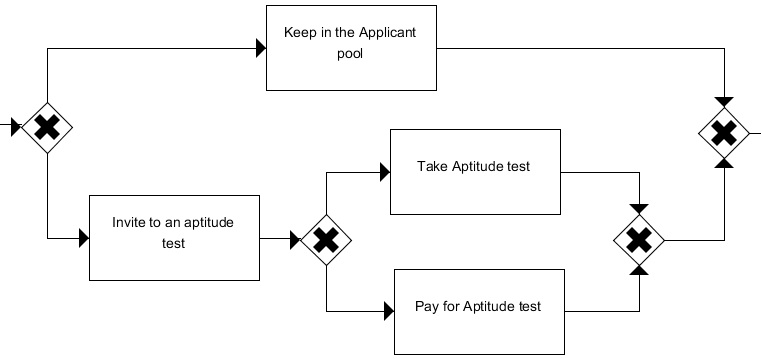 Keep in the Applicant
pool
Take Aptitude test
Invite to an aptitude
test
Pay for Aptitude test